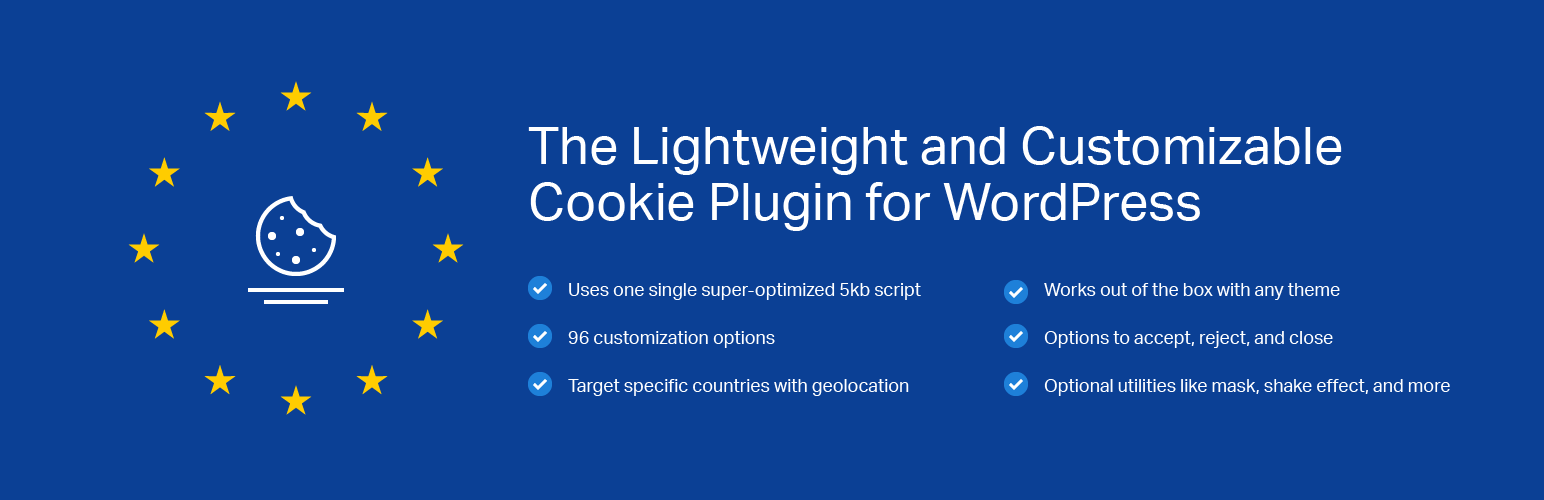 The Lightweight and Customizable
Cookie Plugin for WordPress
Uses one single super-optimized 5kb script
96 customization options
Target specific countries with geolocation
Works out of the box with any theme
Options to accept, reject, and close
Optional utilities like mask, shake effect, and more